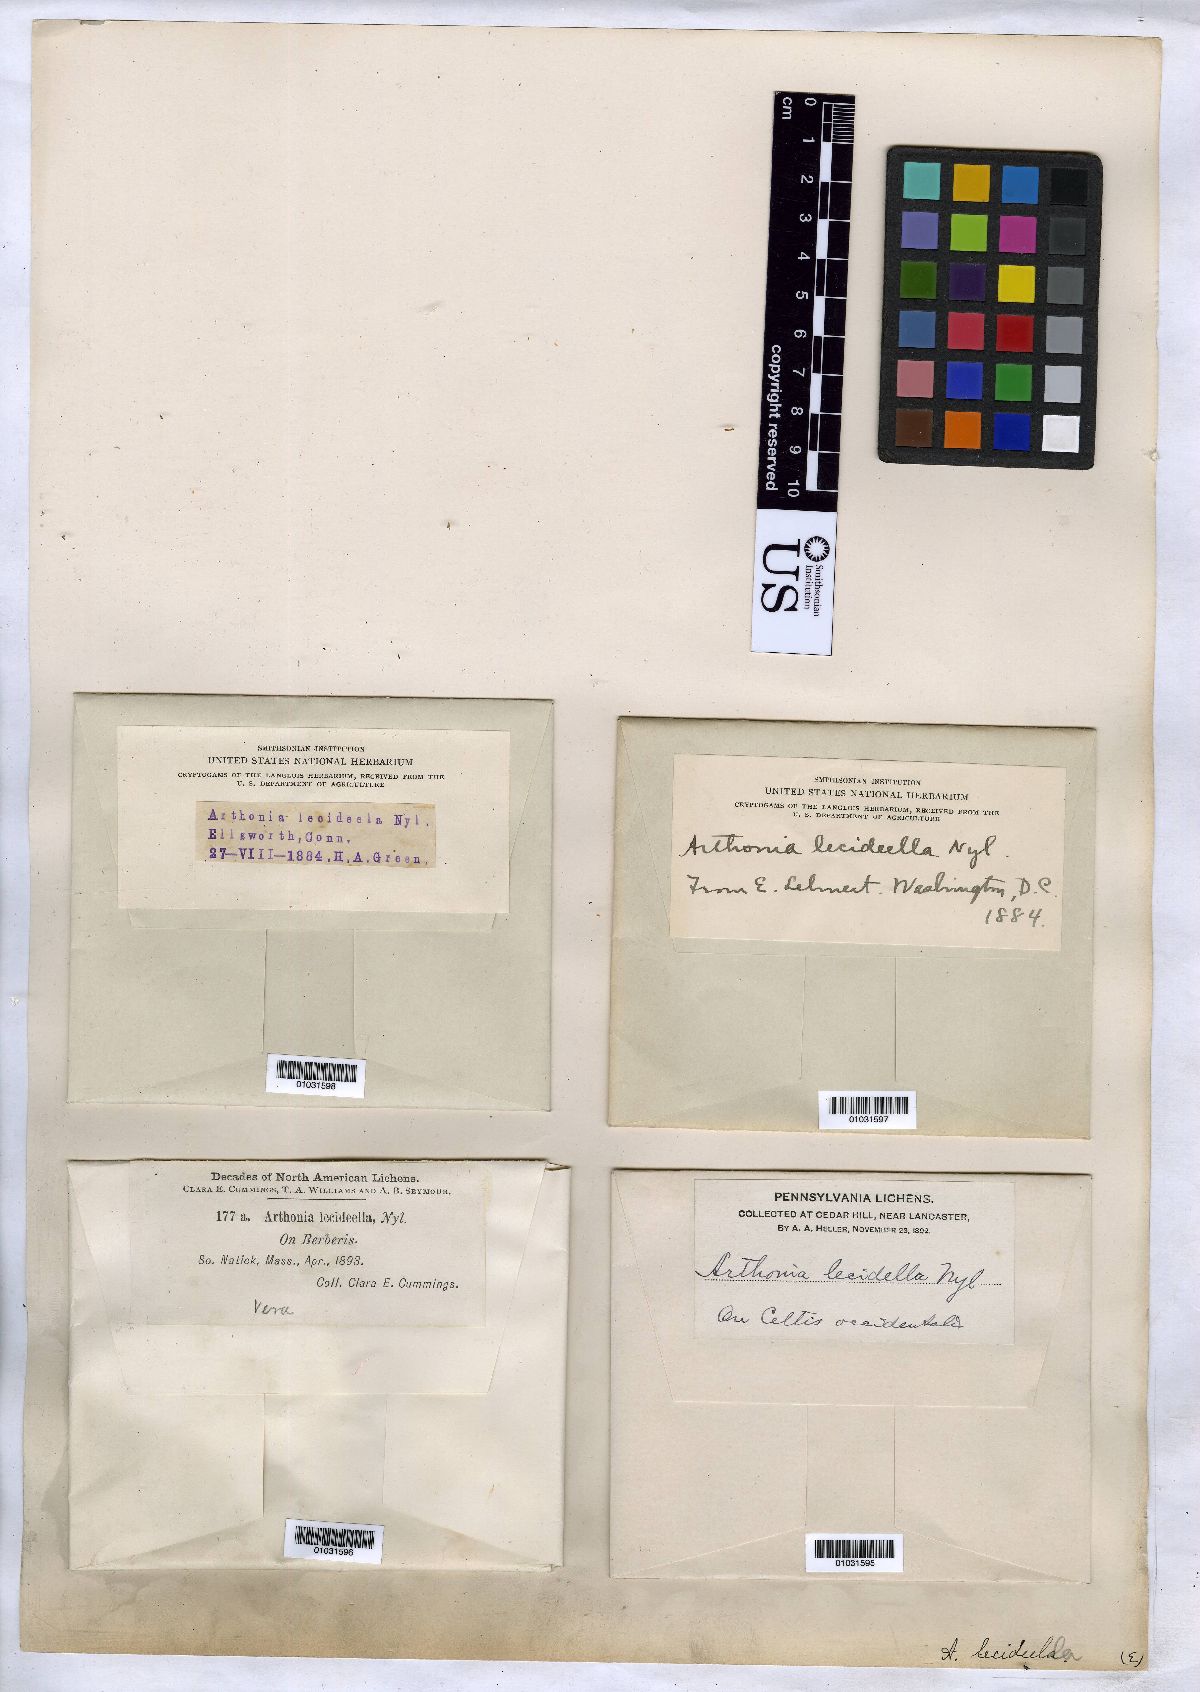 0 1 2 3 4 5 6 7 8 9 10
cm
copyright reserved
Smithsonian
Institution
US
SMITHSONIAN INSTITUTION
UNITED STATES NATIONAL HERBARIUM
CRYPTOGAMS OF THE LANGLOIS HERBARIUM, RECEIVED FROM THE
U. S. DEPARTMENT OF AGRICULTURE
Arthonia lecideela Nyl.
Ellsworth, Conn.
27-VIII-1884. H. A. Green.
01031598
SMITHSONIAN INSTITUTION
UNITED STATES NATIONAL HERBARIUM
CRYPTOGAMS OF THE LANGLOIS HERBARIUM, RECEIVED FROM THE
U. S. DEPARTMENT OF AGRICULTURE
Arthonia lecideella Nyl.
From E. Lehnert. Washington, D.C.
1884.
01031597
Decades of North American Lichens.
CLARA E. CUMMINGS, T. A. WILLIAMS AND A. B. SEYMOUR.
177 a. Arthonia lecideella, Nyl.
On Berberis.
So. Natick, Mass., Apr., 1893.
Coll. Clara E. Cummings.
Vera
01031596
PENNSYLVANIA LICHENS.
COLLECTED AT CEDAR HILL, NEAR LANCASTER,
BY A. A. HELLER, NOVEMBER 23, 1892.
Arthonia lecidella Nyl
On Celtis occidentalis
01031595
A. lecideella (E)